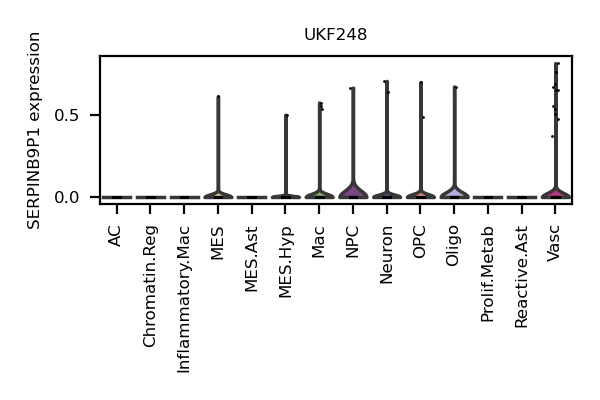 UKF248
SERPINB9P1 expression
0.5
0.0
AC
Chromatin.Reg
Inflammatory.Mac
MES
MES.Ast
MES.Hyp
Mac
NPC
Neuron
OPC
Oligo
Prolif.Metab
Reactive.Ast
Vasc